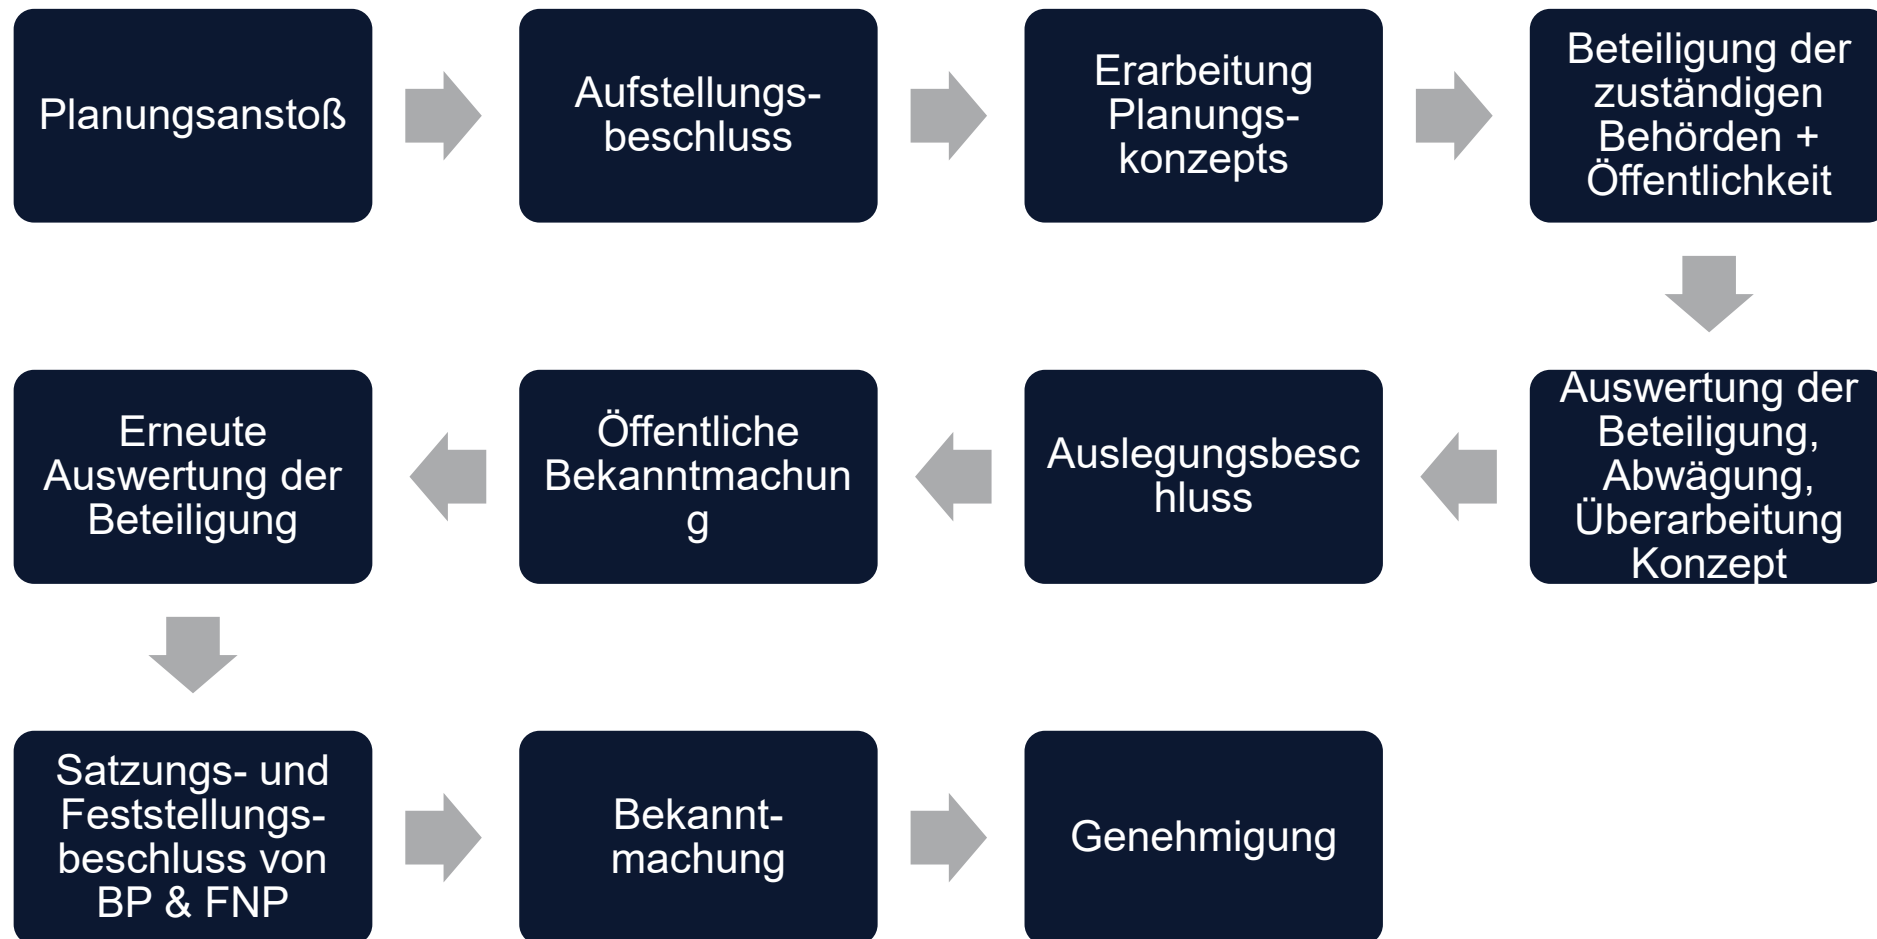 Planungsanstoß
Aufstellungs-
beschluss
Erarbeitung
Planungs-
konzepts
Beteiligung der
zuständigen
Behörden +
Öffentlichkeit
Auswertung der
Beteiligung,
Abwägung,
Überarbeitung
Konzept
Auslegungsbesc
hluss
Öffentliche
Bekanntmachun
g
Erneute
Auswertung der
Beteiligung
Satzungs- und
Feststellungs-
beschluss von
BP & FNP
Bekannt-
machung
Genehmigung